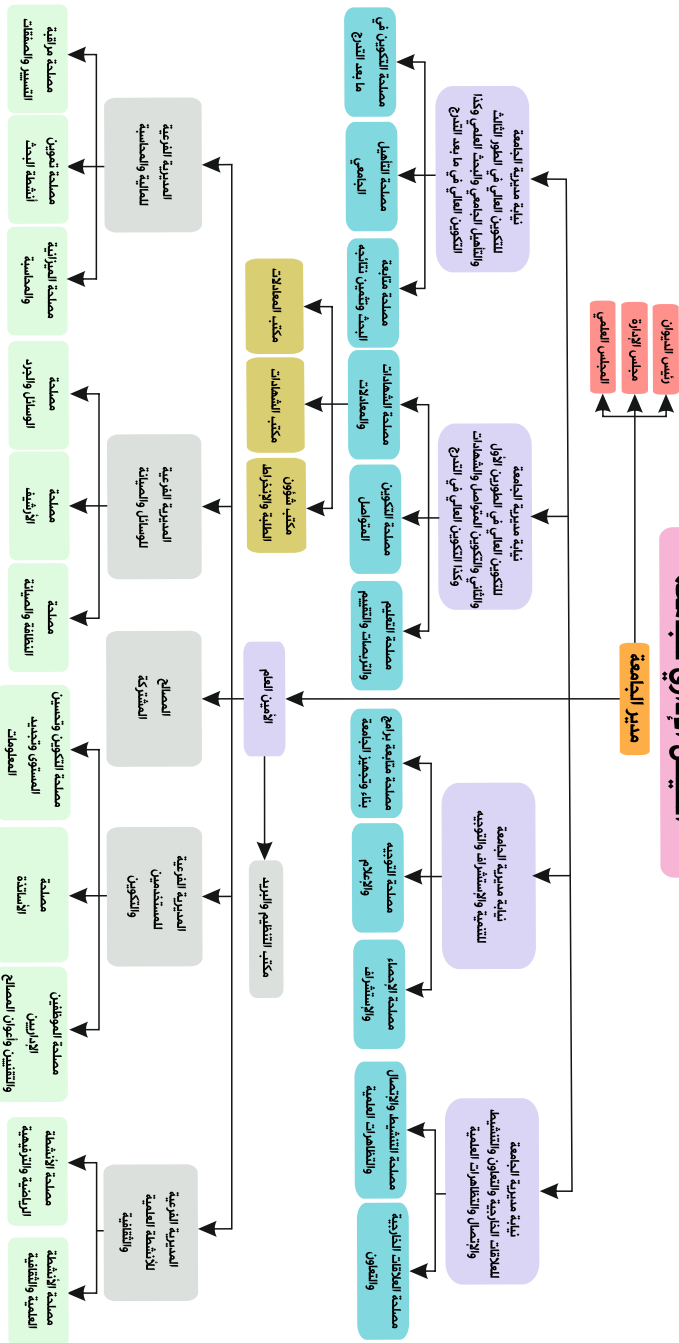 مدير الجامعة
رئيس الديوان
مجلس الإدارة
المجلس العلمي
نيابة مديرية الجامعة
للتكوين العالي في الطور الثالث
والتأهيل الجامعي والبحث العلمي وكذا
التكوين العالي في ما بعد التدرج
نيابة مديرية الجامعة
للتكوين العالي في الطورين الأول
والثاني والتكوين المتواصل والشهادات
وكذا التكوين العالي في التدرج
نيابة مديرية الجامعة
للتنمية والإستشراف والتوجيه
نيابة مديرية الجامعة
للعلاقات الخارجية والتعاون والتنشيط
والإتصال والتظاهرات العلمية
مصلحة التكوين في
ما بعد التدرج
مصلحة التأهيل
الجامعي
مصلحة متابعة
البحث وتثمين نتائجه
مصلحة الشهادات
والمعادلات
مصلحة التكوين
المتواصل
مصلحة التعليم
والتربصات والتقييم
مصلحة متابعة برامج
بناء وتجهيز الجامعة
مصلحة التوجيه
والإعلام
مصلحة الإحصاء
والإستشراف
مصلحة التنشيط والإتصال
والتظاهرات العلمية
مصلحة العلاقات الخارجية
والتعاون
مكتب المعادلات
مكتب الشهادات
مكتب شؤون
الطلبة والإنخراط
الأمين العام
مكتب التنظيم والبريد
المديرية الفرعية
للمالية والمحاسبة
المديرية الفرعية
للوسائل والصيانة
المصالح
المشتركة
المديرية الفرعية
للمستخدمين
والتكوين
المديرية الفرعية
للأنشطة العلمية
والثقافية
مصلحة مراقبة
التسيير والصفقات
مصلحة تموين
أنشطة البحث
مصلحة الميزانية
والمحاسبة
مصلحة
الوسائل والجرد
مصلحة
الأرشيف
مصلحة
النظافة والصيانة
مصلحة التكوين وتحسين
المستوى وتجديد
المعلومات
مصلحة
الأساتذة
مصلحة الموظفين
الإداريين
والتقنيين وأعوان المصالح
مصلحة الأنشطة
الرياضية والترفيهية
مصلحة الأنشطة
العلمية والثقافية